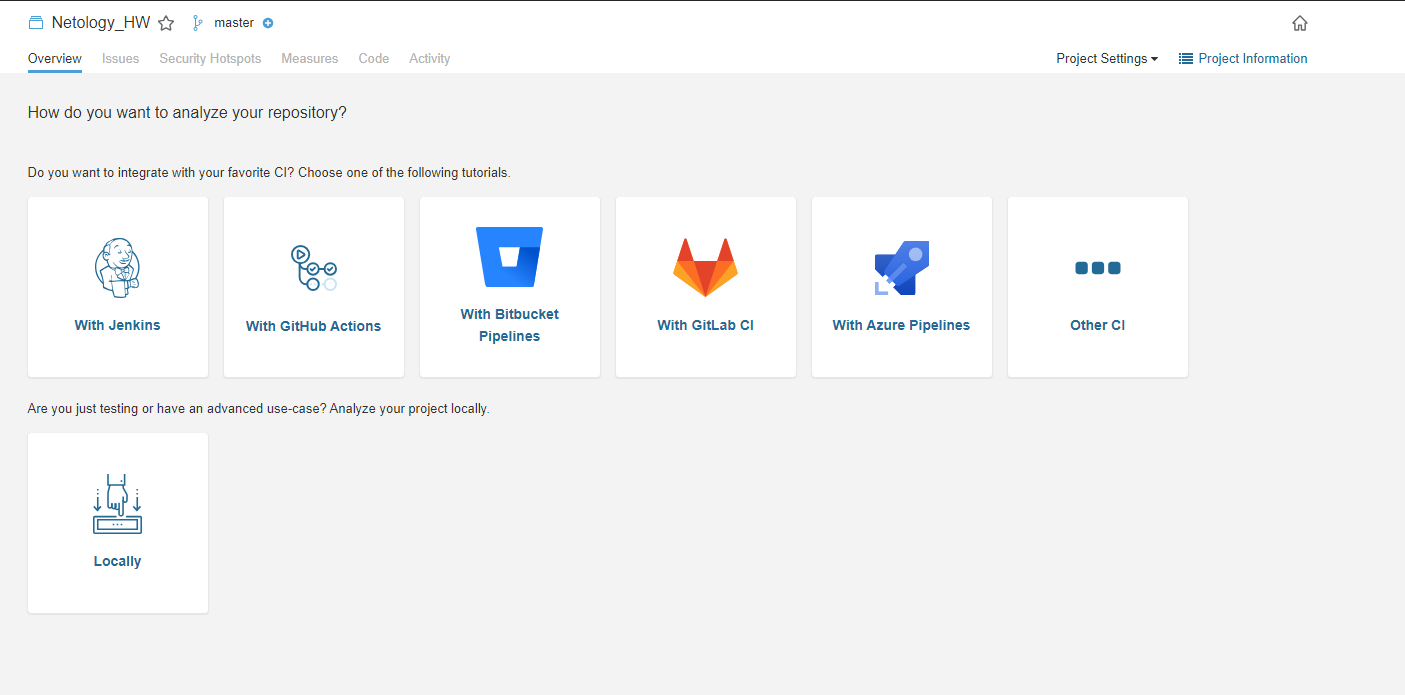 Netology_HW master
Overview Issues Security Hotspots Measures Code Activity Project Settings Project Information
How do you want to analyze your repository?
Do you want to integrate with your favorite CI? Choose one of the following tutorials.
With Jenkins
With GitHub Actions
With Bitbucket
Pipelines
With GitLab CI
With Azure Pipelines
Other CI
Are you just testing or have an advanced use-case? Analyze your project locally.
Locally